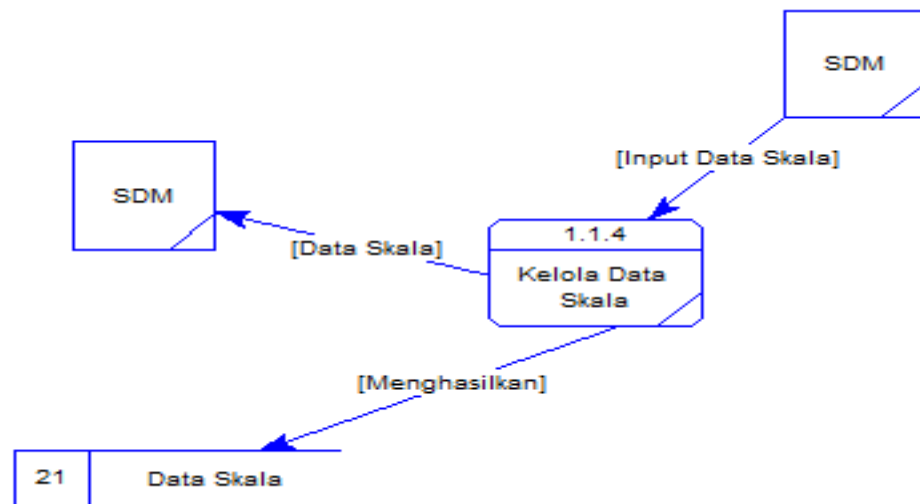 SDM
SDM
[Input Data Skala]
[Data Skala]
1.1.4
Kelola Data
Skala
[Menghasilkan]
21
Data Skala